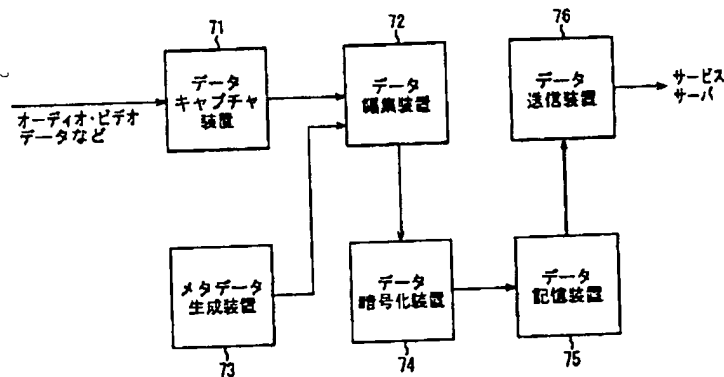 71
データ
キャプチャ
装置
オーディオ・ビデオ
データなど
72
データ
編集装置
76
データ
送信装置
サービス
サーバ
メタデータ
生成装置
73
データ
暗号化装置
74
データ
記信装置
75